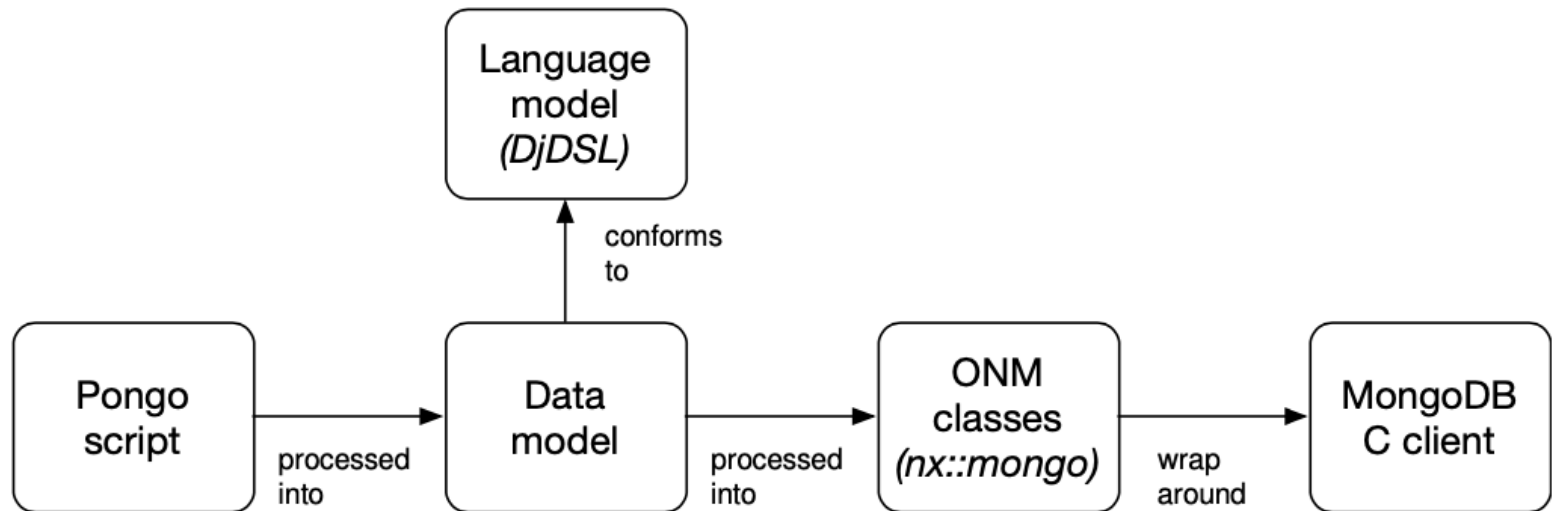 Language
model
(DjDSL)
conforms
to
Pongo
script
processed
into
Data
model
processed
into
ONM
classes
(nx::mongo)
wrap
around
MongoDB
C client